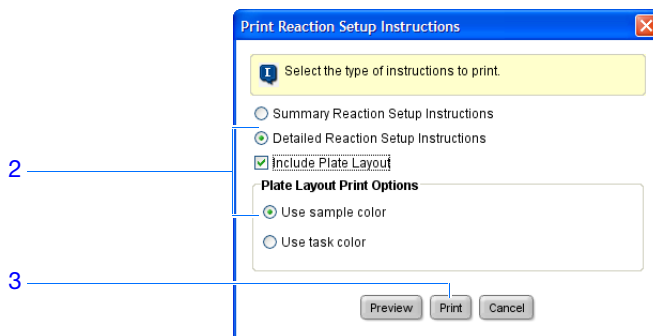 Print Reaction Setup Instructions
Select the type of instructions to print.
Summary Reaction Setup Instructions
Detailed Reaction Setup Instructions
2
Include Plate Layout
Plate Layout Print Options
Use sample color
Use task color
3
Preview Print Cancel